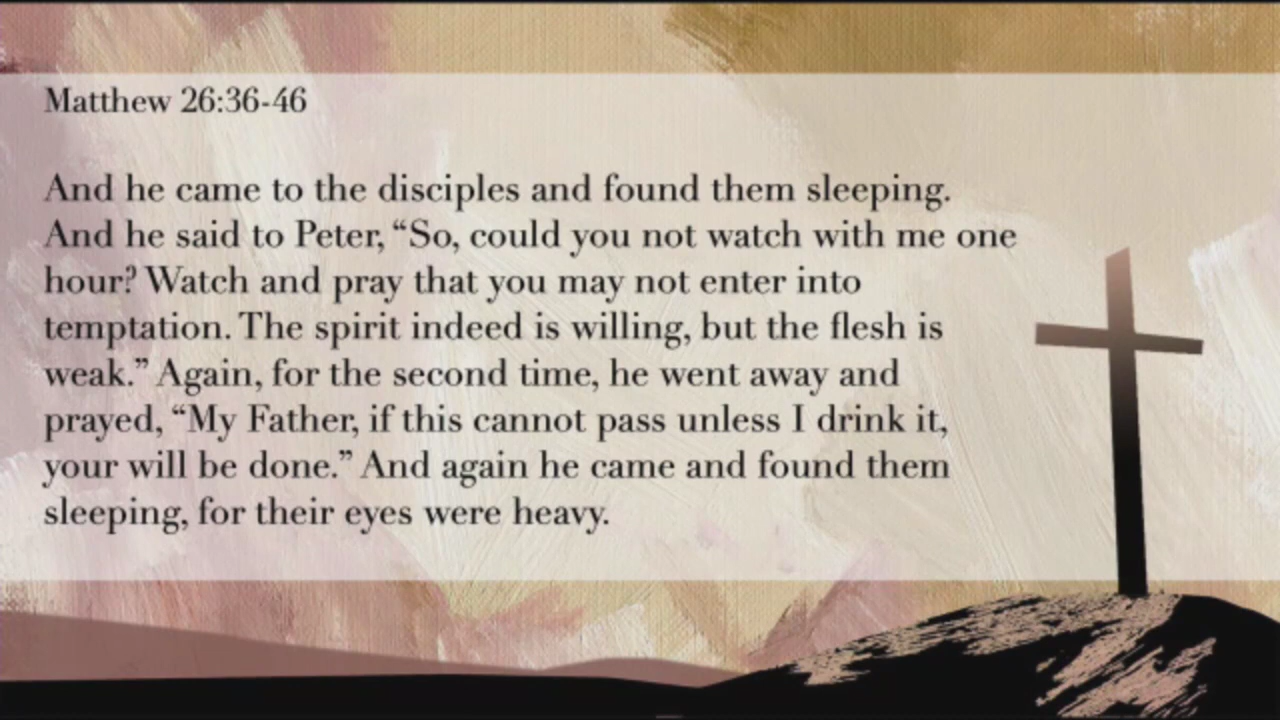 Matthew 26:36-46
And he came to the disciples and found them sleeping.
And he said to Peter, “So, could you not watch with me one
hour? Watch and pray that you may not enter into
temptation. The spirit indeed is willing, but the flesh is
weak.” Again, for the second time, he went away and
prayed, “My Father, if this cannot pass unless I drink it,
your will be done.” And again he came and found them
sleeping, for their eyes were heavy.